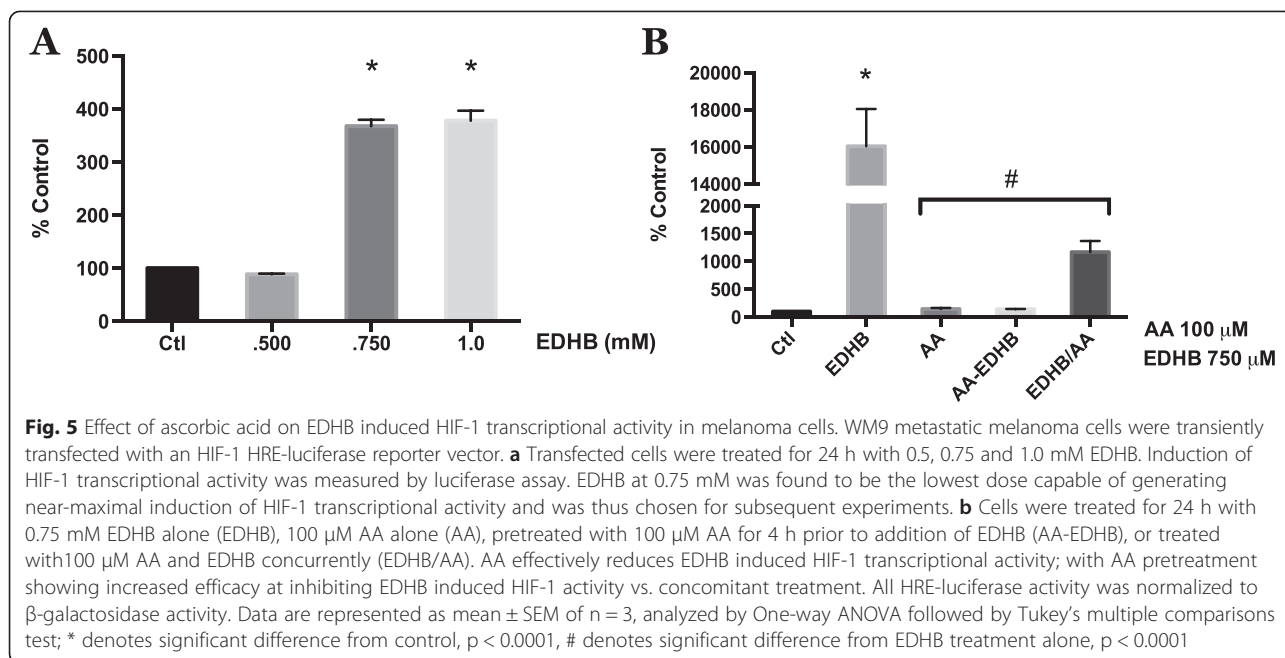 A
500
400
300
200
100
0
% Control
*
*
Ctl
.500
.750
1.0
EDHB (mM)
B
20000
18000
16000
14000
2000
1500
1000
500
0
% Control
*
#
Ctl
EDHB
AA
AA-EDHB
EDHB/AA
AA 100 μM
EDHB 750 μM
Fig. 5 Effect of ascorbic acid on EDHB induced HIF-1 transcriptional activity in melanoma cells. WM9 metastatic melanoma cells were transiently
transfected with an HIF-1 HRE-luciferase reporter vector. a Transfected cells were treated for 24 h with 0.5, 0.75 and 1.0 mM EDHB. Induction of
HIF-1 transcriptional activity was measured by luciferase assay. EDHB at 0.75 mM was found to be the lowest dose capable of generating
near-maximal induction of HIF-1 transcriptional activity and was thus chosen for subsequent experiments. b Cells were treated for 24 h with
0.75 mM EDHB alone (EDHB), 100 μM AA alone (AA), pretreated with 100 μM AA for 4 h prior to addition of EDHB (AA-EDHB), or treated
with100 μM AA and EDHB concurrently (EDHB/AA). AA effectively reduces EDHB induced HIF-1 transcriptional activity; with AA pretreatment
showing increased efficacy at inhibiting EDHB induced HIF-1 activity vs. concomitant treatment. All HRE-luciferase activity was normalized to
β-galactosidase activity. Data are represented as mean ± SEM of n = 3, analyzed by One-way ANOVA followed by Tukey's multiple comparisons
test; * denotes significant difference from control, p < 0.0001, # denotes significant difference from EDHB treatment alone, p < 0.0001